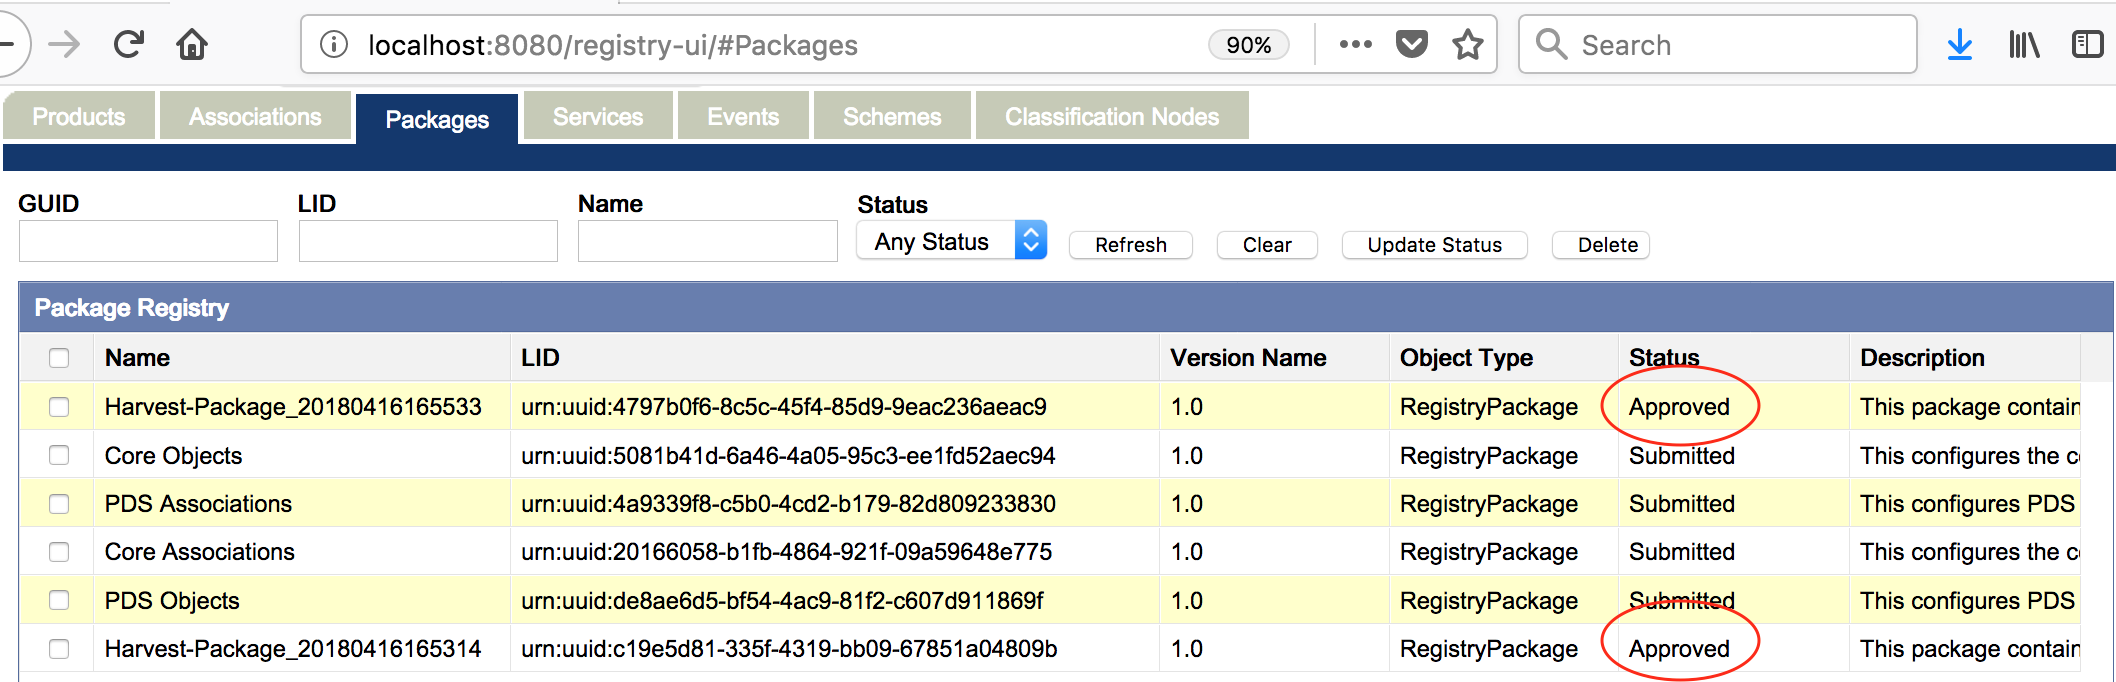 localhost:8080/registry-ui/#Packages 90% Search
Products Associations Packages Services Events Schemes Classification Nodes
GUID LID Name Status
Any Status Refresh Clear Update Status Delete
Package Registry
Name LID Version Name Object Type Status Description
Harvest-Package_20180416165533 urn:uuid:4797b0f6-8c5c-45f4-85d9-9eac236aeac9 1.0 RegistryPackage Approved This package contain
Core Objects urn:uuid:5081b41d-6a46-4a05-95c3-ee1fd52aec94 1.0 RegistryPackage Submitted This configures the c
PDS Associations urn:uuid:4a9339f8-c5b0-4cd2-b179-82d809233830 1.0 RegistryPackage Submitted This configures PDS
Core Associations urn:uuid:20166058-b1fb-4864-921f-09a59648e775 1.0 RegistryPackage Submitted This configures the c
PDS Objects urn:uuid:de8ae6d5-bf54-4ac9-81f2-c607d911869f 1.0 RegistryPackage Submitted This configures PDS
Harvest-Package_20180416165314 urn:uuid:c19e5d81-335f-4319-bb09-67851a04809b 1.0 RegistryPackage Approved This package contain